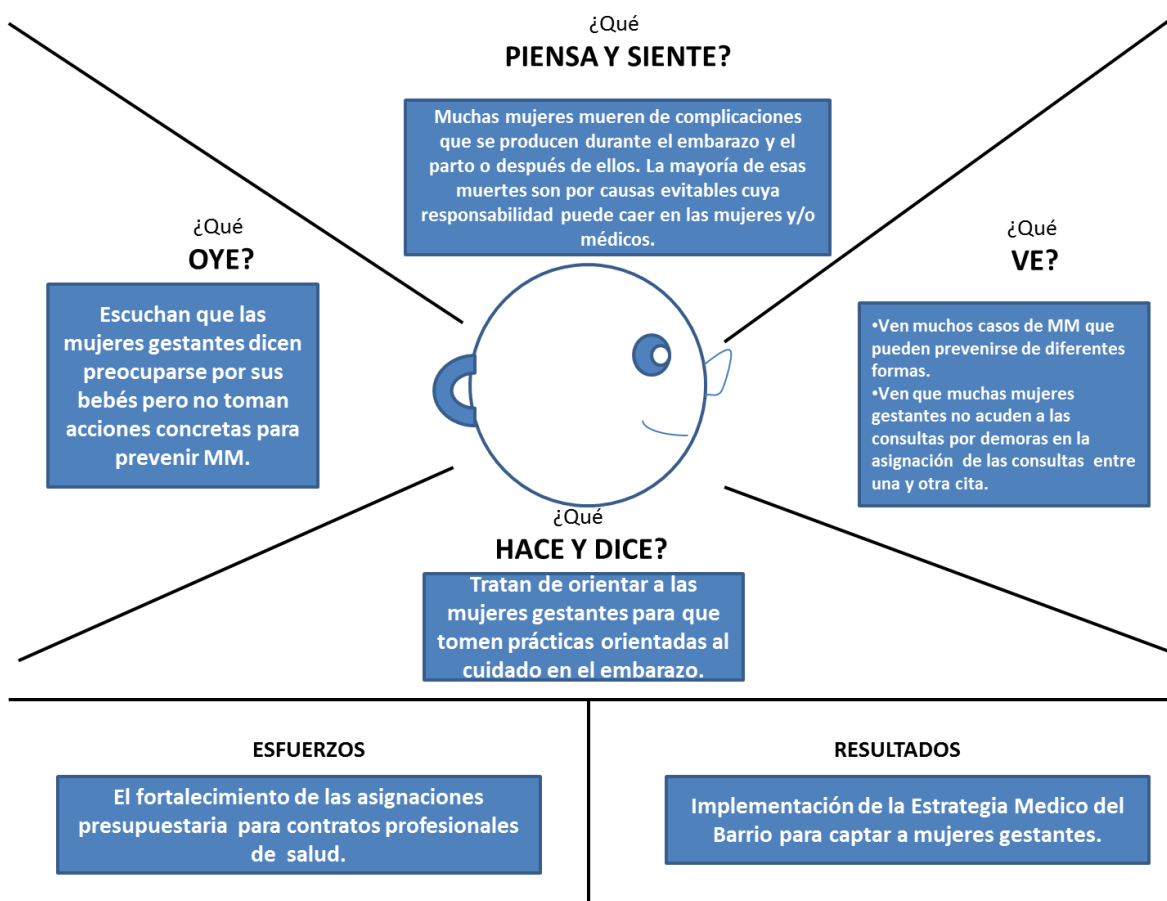 ¿Qué
PIENSA Y SIENTE?
Muchas mujeres mueren de complicaciones
que se producen durante el embarazo y el
parto o después de ellos. La mayoría de esas
muertes son por causas evitables cuya
responsabilidad puede caer en las mujeres y/o
médicos.
¿Qué
OYE?
Escuchan que las
mujeres gestantes dicen
preocuparse por sus
bebés pero no toman
acciones concretas para
prevenir MM.
¿Qué
VE?
•Ven muchos casos de MM que
pueden prevenirse de diferentes
formas.
•Ven que muchas mujeres
gestantes no acuden a las
consultas por demoras en la
asignación de las consultas entre
una y otra cita.
¿Qué
HACE Y DICE?
Tratan de orientar a las
mujeres gestantes para que
tomen prácticas orientadas al
cuidado en el embarazo.
ESFUERZOS
El fortalecimiento de las asignaciones
presupuestaria para contratos profesionales
de salud.
RESULTADOS
Implementación de la Estrategia Medico del
Barrio para captar a mujeres gestantes.